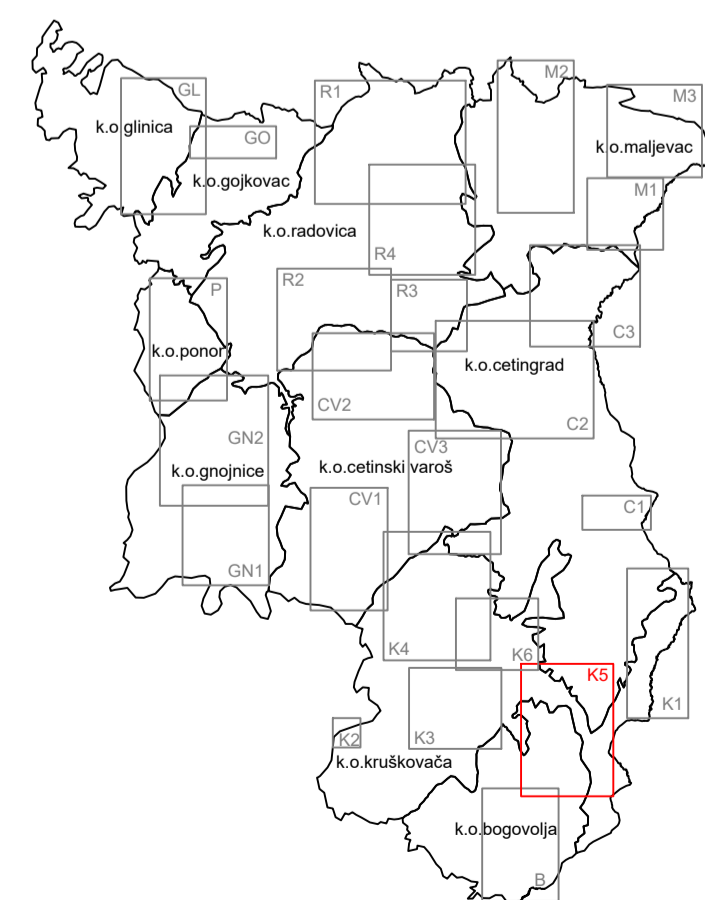 M2
GL
R1
M3
k.o.glinica
GO
k.o.maljevac
k.o.gojkovac
M1
k.o.radovica
R4
R2
P
R3
C3
k.o.ponor
k.o.cetingrad
CV2
C2
GN2
CV3
k.o.gnojnice
k.o.cetinski varoš
CV1
C1
GN1
K4
K6
K5
K1
K2
K3
k.o.kruškovača
k.o.bogovolja
B